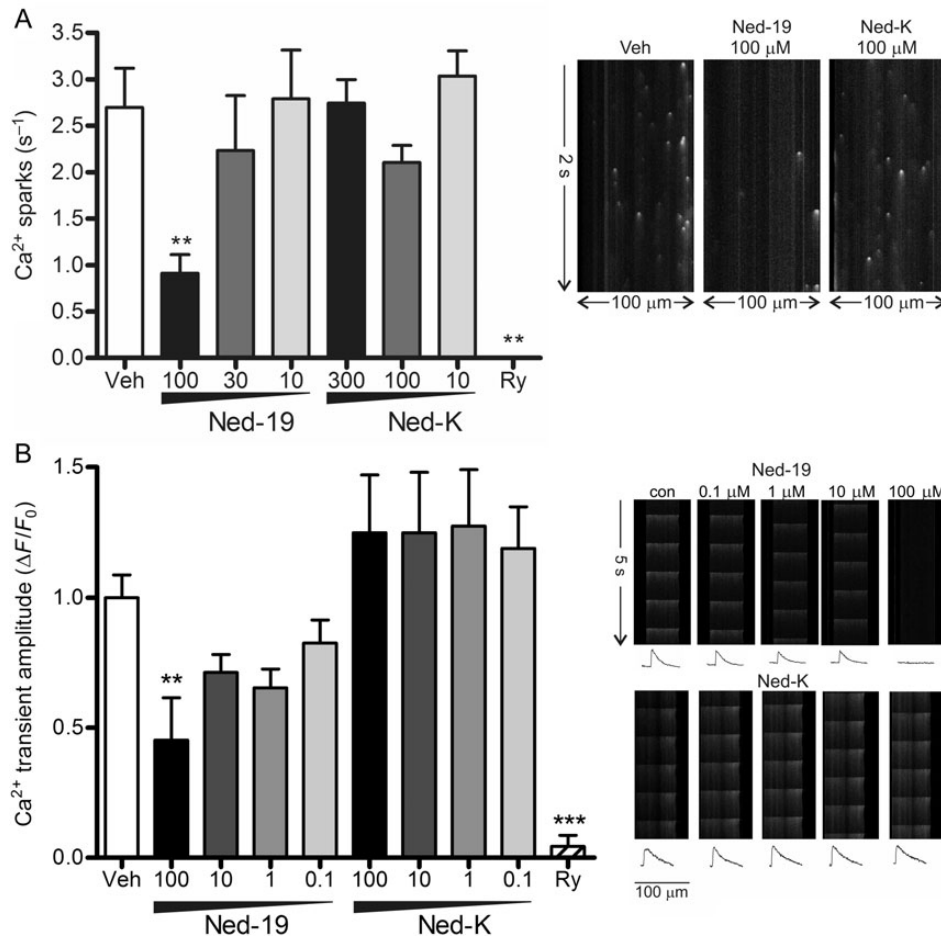 A
Ca²⁺ sparks (s⁻¹)
3.5
3.0
2.5
2.0
1.5
1.0
0.5
0.0
**
**
Veh 100 30 10 300 100 10 Ry
Ned-19 Ned-K
Veh
Ned-19
100 μM
Ned-K
100 μM
2 s
100 μm 100 μm 100 μm
B
Ca²⁺ transient amplitude (ΔF/F₀)
1.5
1.0
0.5
0.0
**
***
Veh 100 10 1 0.1 100 10 1 0.1 Ry
Ned-19 Ned-K
Ned-19
con 0.1 μM 1 μM 10 μM 100 μM
5 s
Ned-K
100 μm